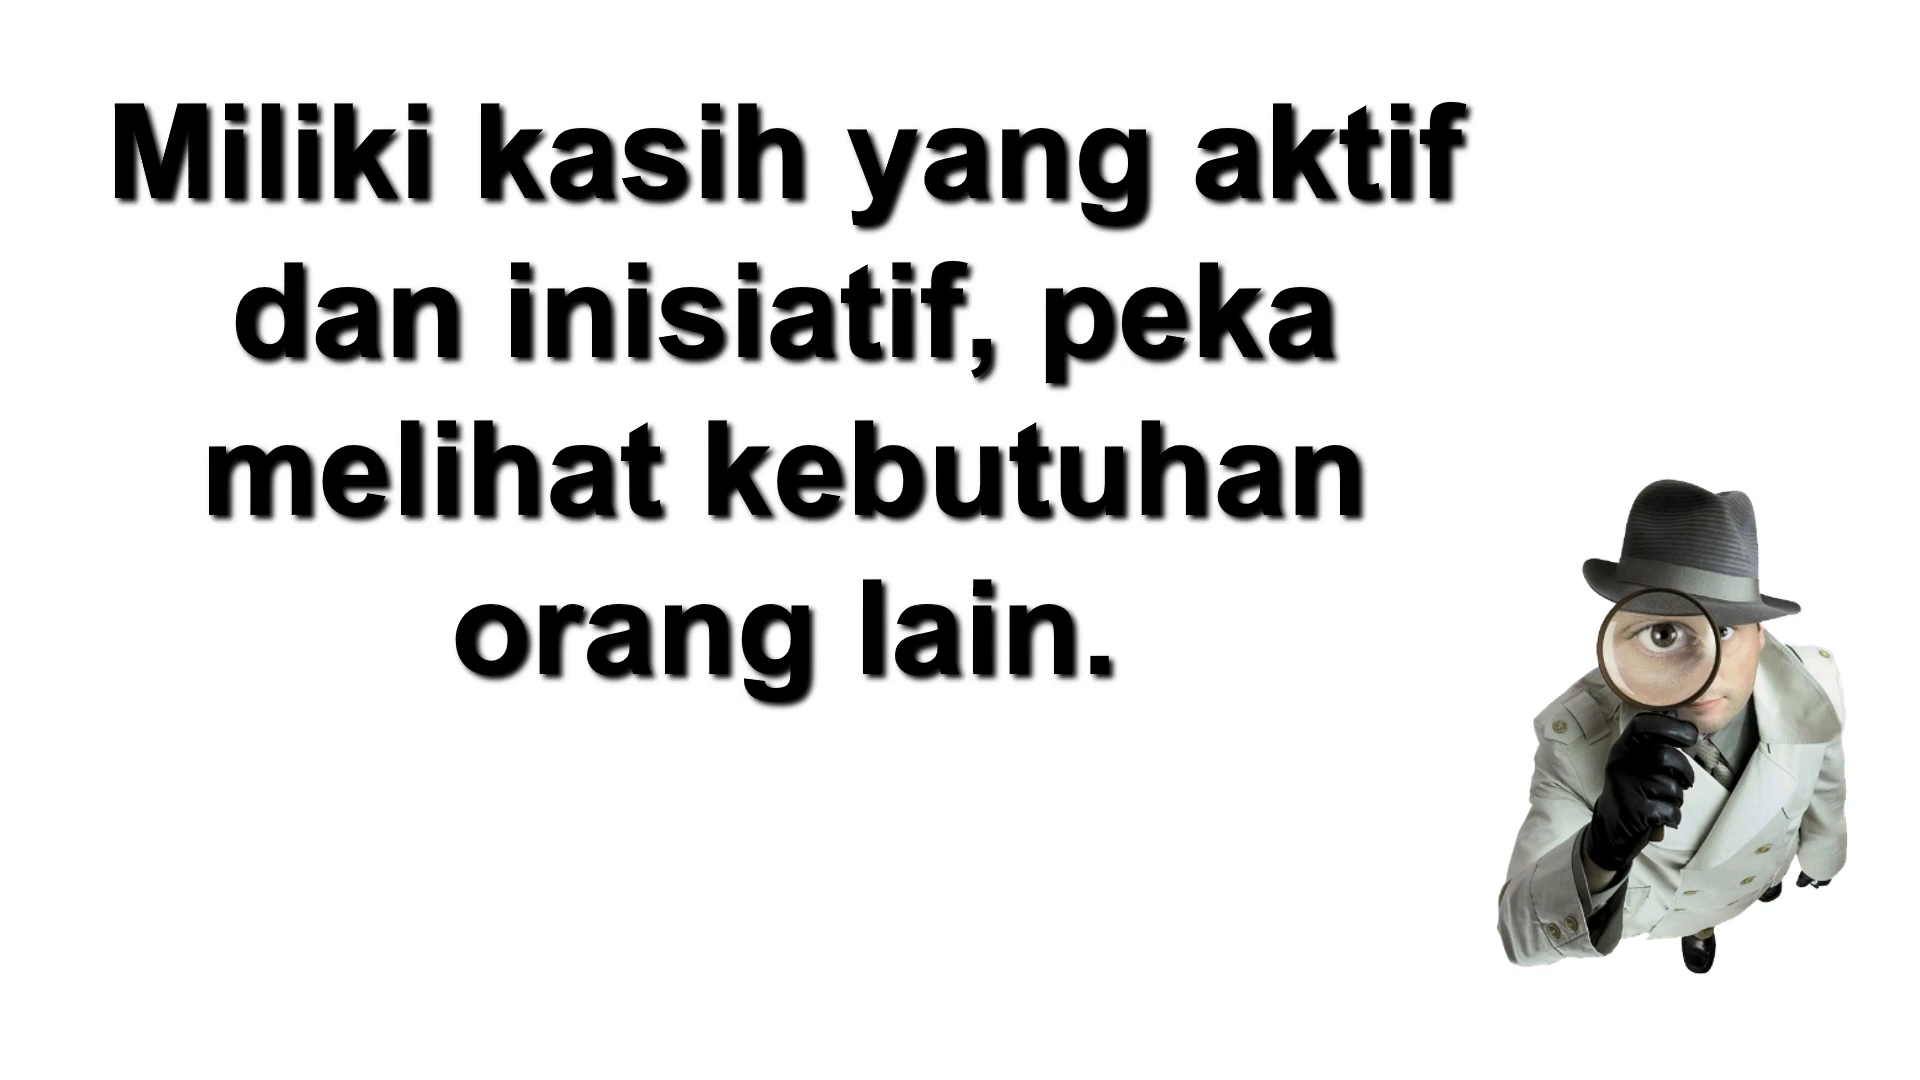 Miliki kasih yang aktif
dan inisiatif, peka
melihat kebutuhan
orang lain.